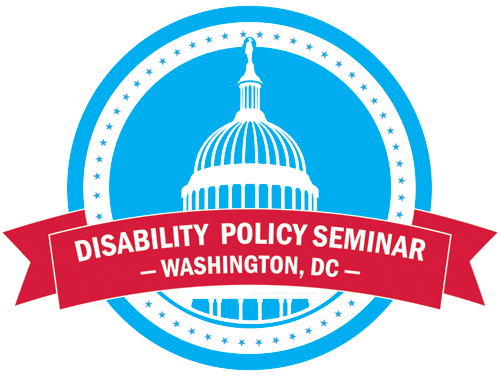 DISABILITY POLICY SEMINAR
— WASHINGTON, DC —